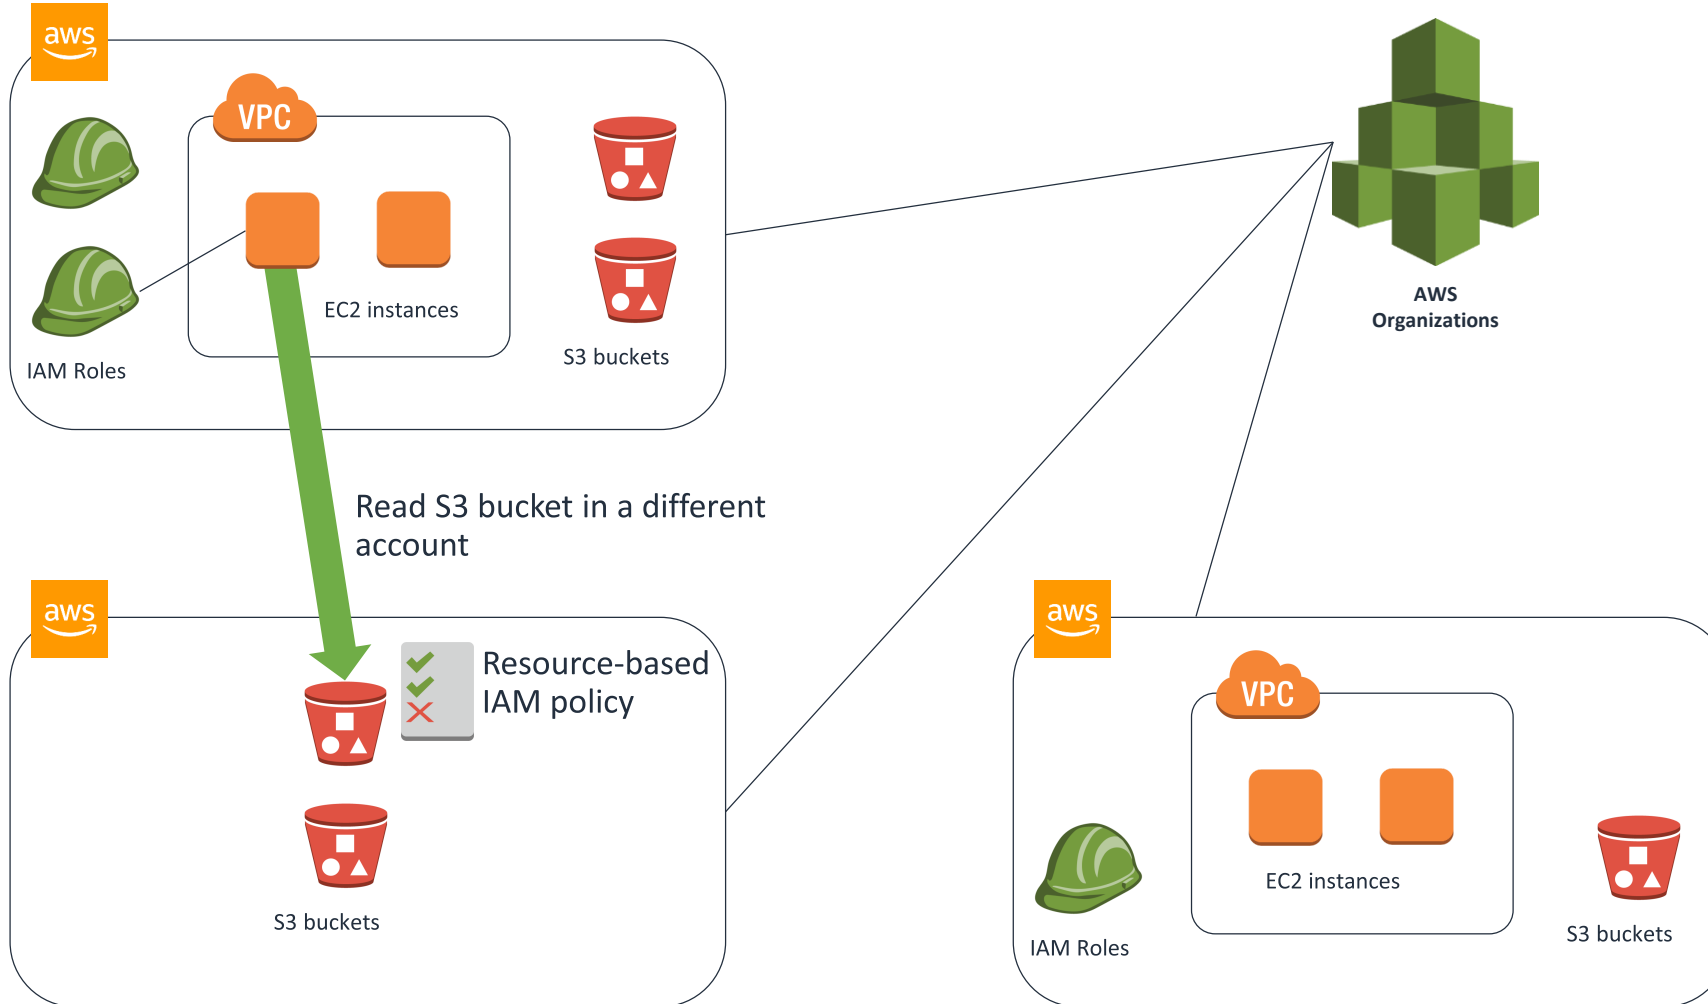 aws
VPC
EC2 instances
IAM Roles
S3 buckets
AWS
Organizations
Read S3 bucket in a different
account
aws
Resource-based
IAM policy
S3 buckets
aws
VPC
EC2 instances
IAM Roles
S3 buckets